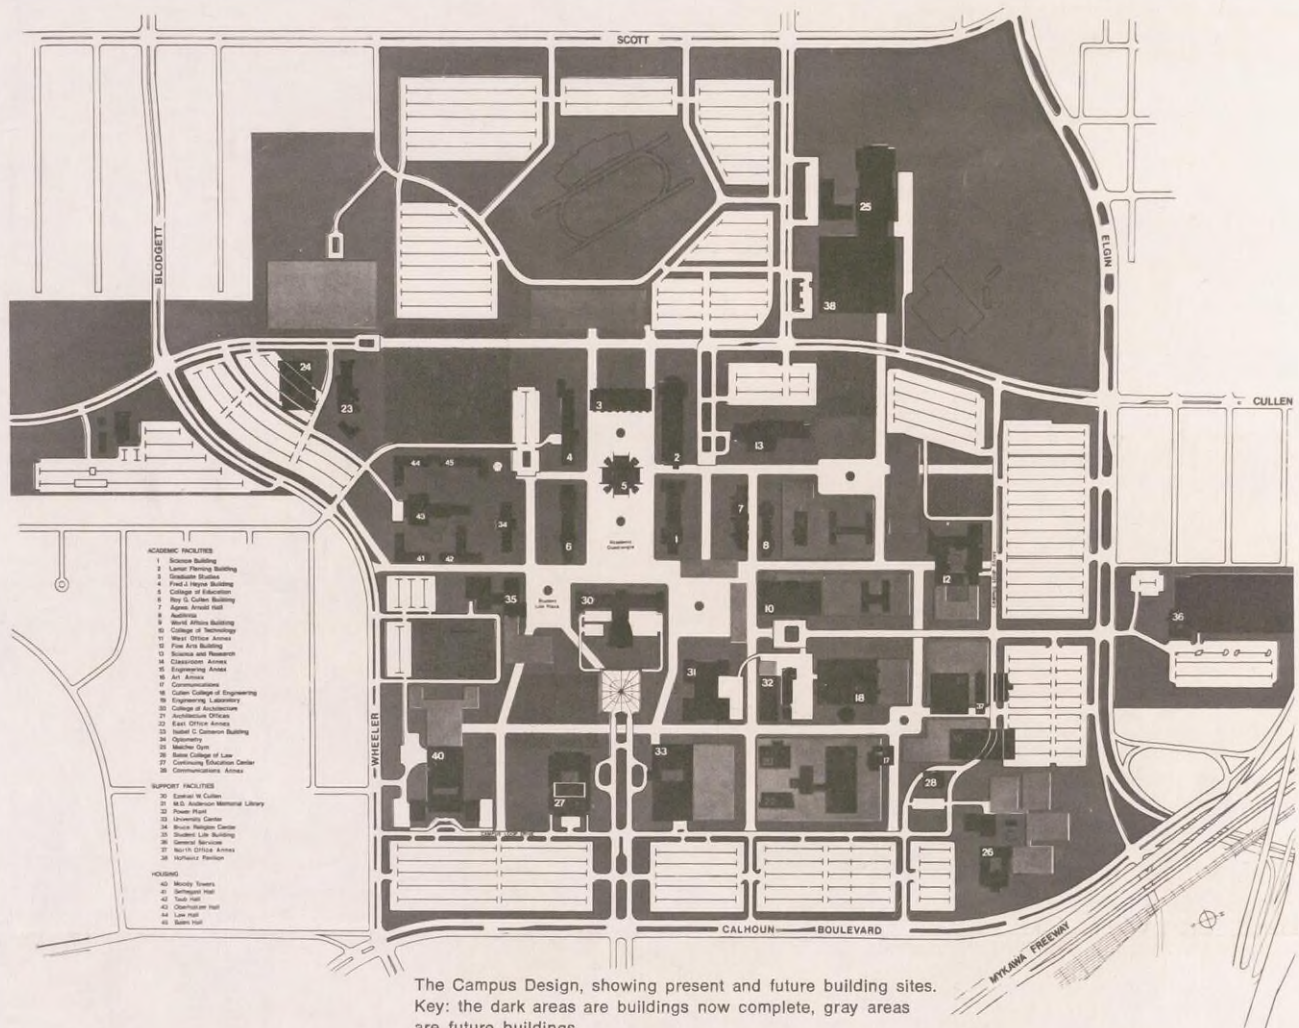 SCOTT
BLODGETT
ELGIN
CULLEN
24
23
25
38
3
13
4
2
5
44
45
43
34
6
Academic
Quadrangle
1
7
8
41
42
12
35
Student
Life Plaza
30
10
36
31
32
18
37
WHEELER
40
27
33
17
28
26
CALHOUN BOULEVARD
MYKAWA FREEWAY
ACADEMIC FACILITIES
1 Science Building
2 Lamar Fleming Building
3 Graduate Studies
4 Fred J. Heyne Building
5 College of Education
6 Roy G. Cullen Building
7 Agnes Arnold Hall
8 Auditoria
9 World Affairs Building
10 College of Technology
11 West Office Annex
12 Fine Arts Building
13 Science and Research
14 Classroom Annex
15 Engineering Annex
16 Art Annex
17 Communications
18 Cullen College of Engineering
19 Engineering Laboratory
20 College of Architecture
21 Architecture Offices
22 East Office Annex
23 Isabel C. Cameron Building
24 Optometry
25 Melcher Gym
26 Bates College of Law
27 Continuing Education Center
28 Communications Annex
SUPPORT FACILITIES
30 Ezekiel W. Cullen
31 M.D. Anderson Memorial Library
32 Power Plant
33 University Center
34 Bruce Religion Center
35 Student Life Building
36 General Services
37 North Office Annex
38 Hofheinz Pavilion
HOUSING
40 Moody Towers
41 Settegast Hall
42 Taub Hall
43 Oberholtzer Hall
44 Law Hall
45 Bates Hall
The Campus Design, showing present and future building sites.
Key: the dark areas are buildings now complete, gray areas
are future buildings